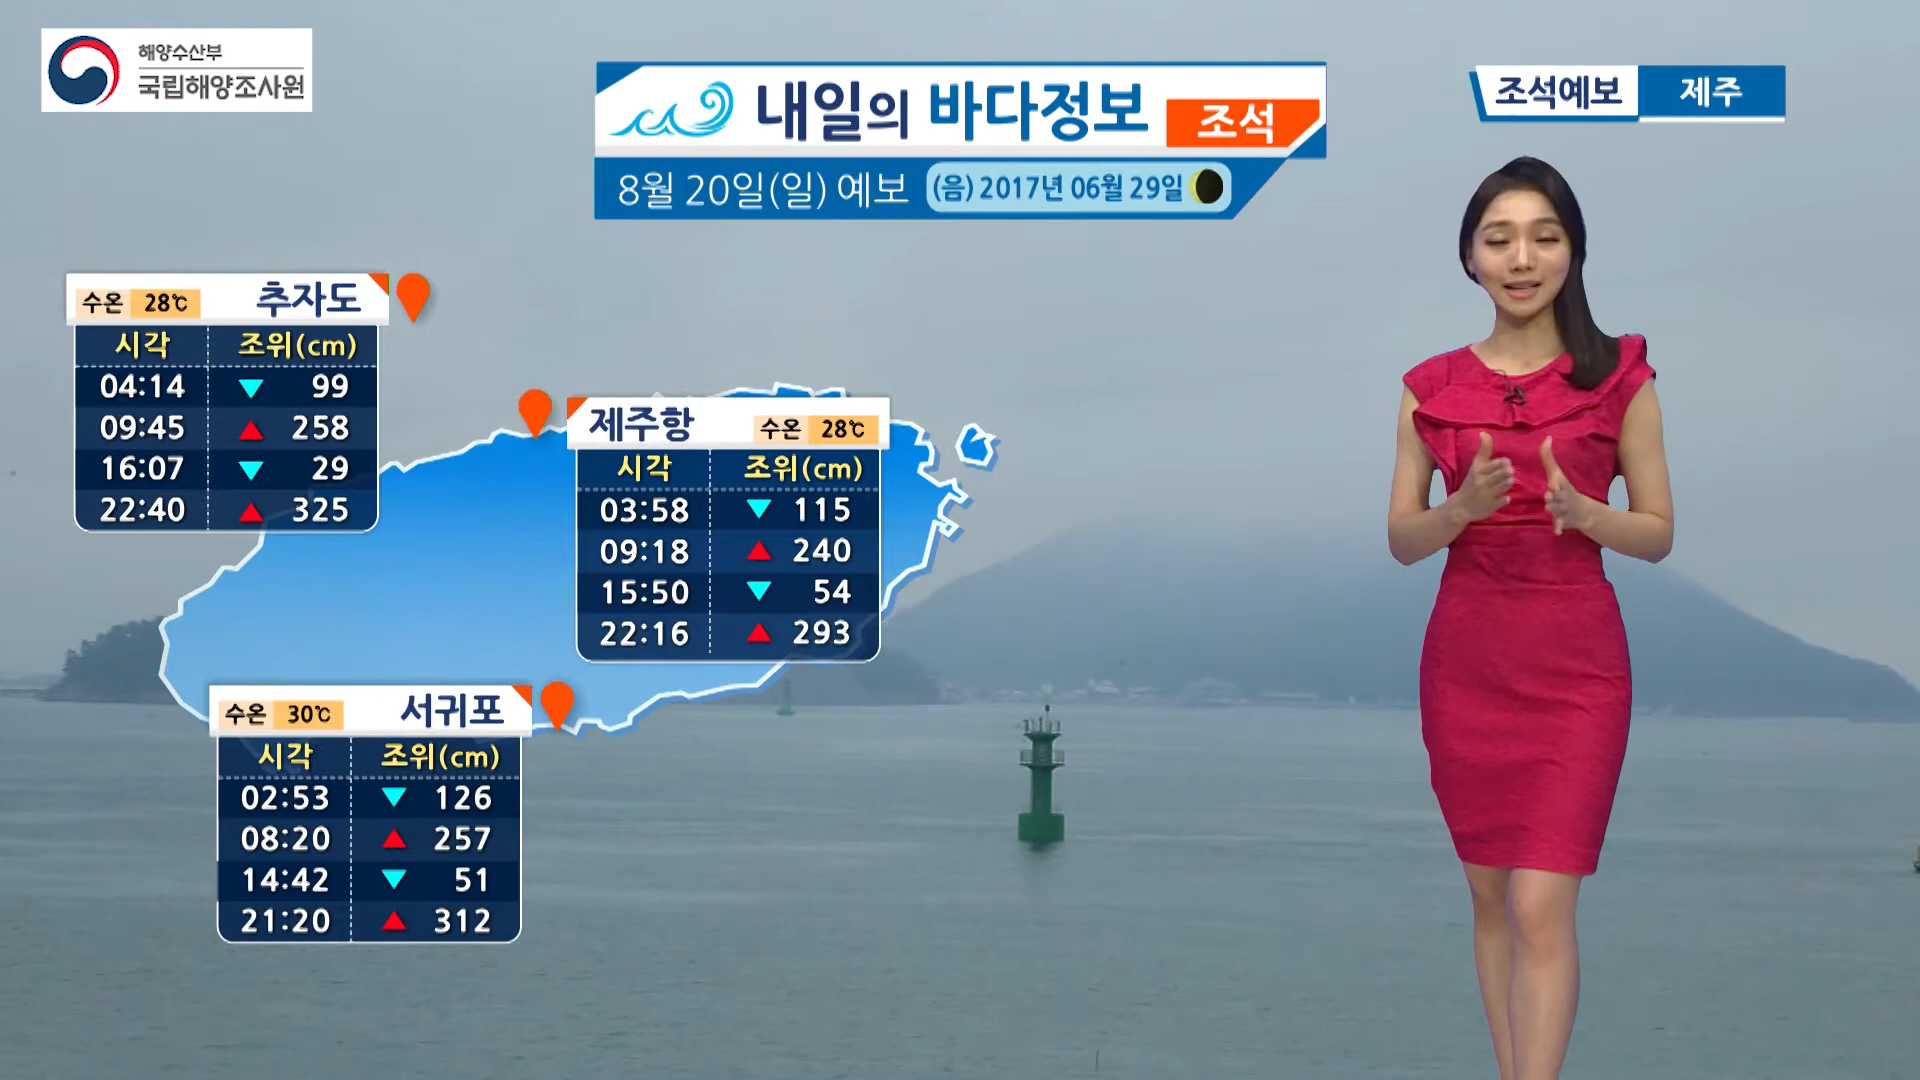 해양수산부
국립해양조사원
내일의 바다정보 조석
8월 20일(일) 예보 (음) 2017년 06월 29일
조석예보 제주
수온 28℃ 추자도
시각 조위(cm)
04:14 ▼ 99
09:45 ▲ 258
16:07 ▼ 29
22:40 ▲ 325
제주항 수온 28℃
시각 조위(cm)
03:58 ▼ 115
09:18 ▲ 240
15:50 ▼ 54
22:16 ▲ 293
수온 30℃ 서귀포
시각 조위(cm)
02:53 ▼ 126
08:20 ▲ 257
14:42 ▼ 51
21:20 ▲ 312